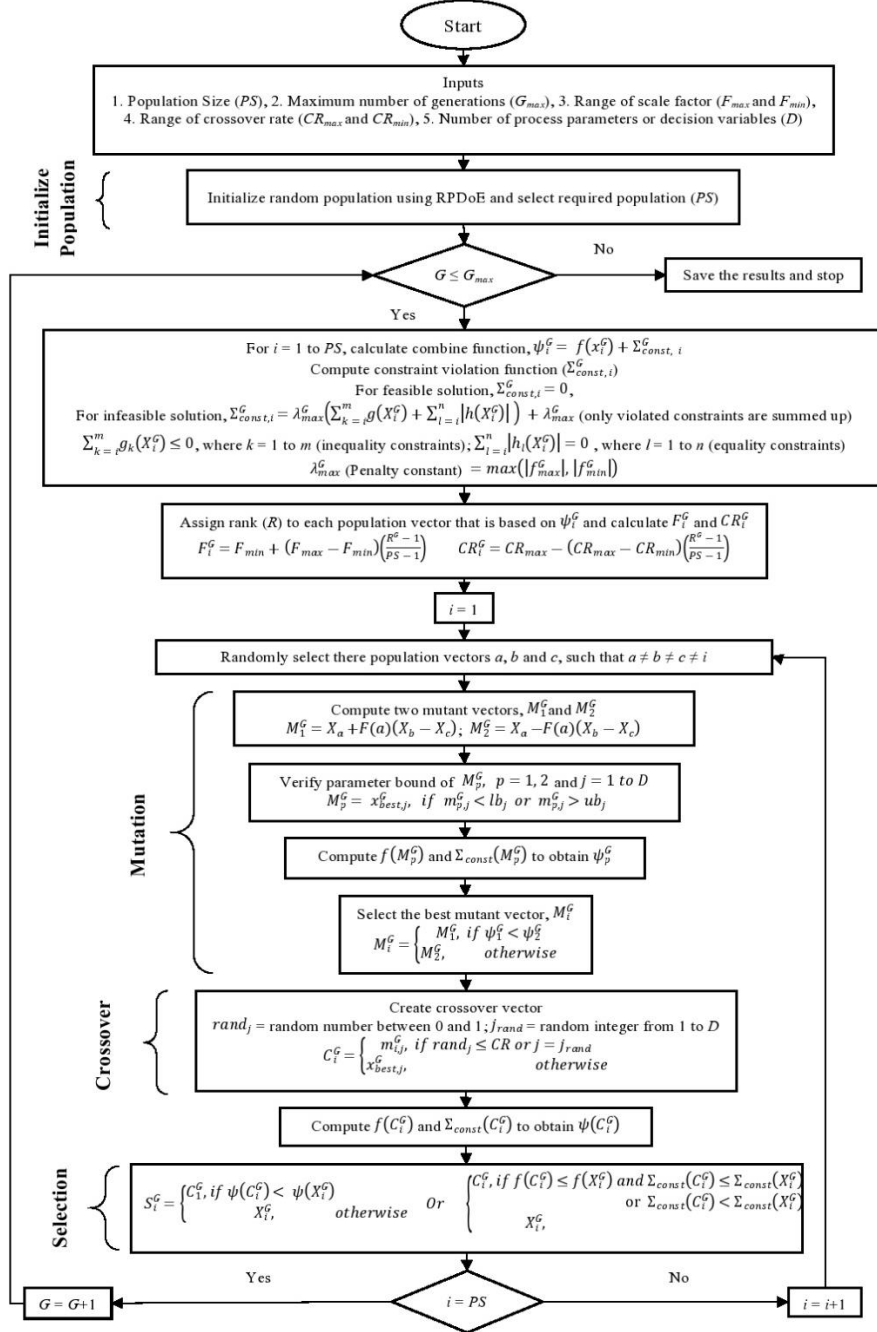 Start
Inputs
1. Population Size (PS), 2. Maximum number of generations (G_max), 3. Range of scale factor (F_max and F_min),
4. Range of crossover rate (CR_max and CR_min), 5. Number of process parameters or decision variables (D)
Initialize
Population
Initialize random population using RPDoE and select required population (PS)
G ≤ G_max
No
Save the results and stop
Yes
For i = 1 to PS, calculate combine function, ψ_i^G = f(x_i^G) + Σ_const, i^G
Compute constraint violation function (Σ_const,i^G)
For feasible solution, Σ_const,i^G = 0,
For infeasible solution, Σ_const,i^G = λ_max^G(∑_{k=i}^m g(X_i^G) + ∑_{l=i}^n |h(X_i^G)|) + λ_max^G (only violated constraints are summed up)
∑_{k=i}^m g_k(X_i^G) ≤ 0, where k = 1 to m (inequality constraints); ∑_{l=i}^n |h_l(X_i^G)| = 0 , where l = 1 to n (equality constraints)
λ_max^G (Penalty constant) = max(|f_max^G|, |f_min^G|)
Assign rank (R) to each population vector that is based on ψ_i^G and calculate F_i^G and CR_i^G
F_i^G = F_min + (F_max − F_min)((R^G − 1)/(PS − 1)) CR_i^G = CR_max − (CR_max − CR_min)((R^G − 1)/(PS − 1))
i = 1
Randomly select there population vectors a, b and c, such that a ≠ b ≠ c ≠ i
Mutation
Compute two mutant vectors, M_1^G and M_2^G
M_1^G = X_a +F(a)(X_b − X_c); M_2^G = X_a −F(a)(X_b − X_c)
Verify parameter bound of M_p^G, p = 1, 2 and j = 1 to D
M_p^G = x_best,j^G, if m_p,j^G < lb_j or m_p,j^G > ub_j
Compute f(M_p^G) and Σ_const(M_p^G) to obtain ψ_p^G
Select the best mutant vector, M_i^G
M_i^G = { M_1^G, if ψ_1^G < ψ_2^G
M_2^G, otherwise
Crossover
Create crossover vector
rand_j = random number between 0 and 1; j_rand = random integer from 1 to D
C_i^G = { m_i,j^G, if rand_j ≤ CR or j = j_rand
x_best,j^G, otherwise
Compute f(C_i^G) and Σ_const(C_i^G) to obtain ψ(C_i^G)
Selection
S_i^G = { C_1^G, if ψ(C_i^G) < ψ(X_i^G) Or { C_i^G, if f(C_i^G) ≤ f(X_i^G) and Σ_const(C_i^G) ≤ Σ_const(X_i^G)
or Σ_const(C_i^G) < Σ_const(X_i^G)
X_i^G, otherwise X_i^G,
Yes
i = PS
No
G = G+1
i = i+1